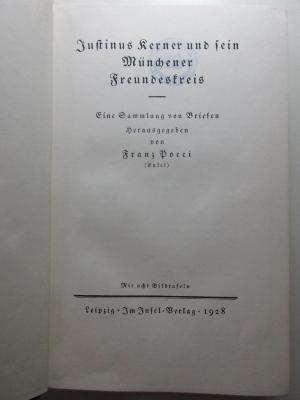 Justinus Kerner und sein
Münchener
Freundeskreis
Eine Sammlung von Briefen
Herausgegeben
von
Franz Pocci
(Enkel)
Mit acht Bildtafeln
Leipzig · Im Insel-Verlag · 1928